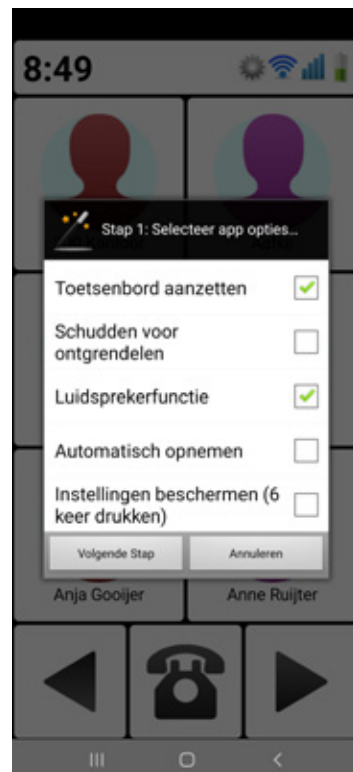 8:49
Stap 1: Selecteer app opties...
Toetsenbord aanzetten
Schudden voor
ontgrendelen
Luidsprekerfunctie
Automatisch opnemen
Instellingen beschermen (6
keer drukken)
Volgende Stap
Annuleren
Anja Gooijer
Anne Ruijter